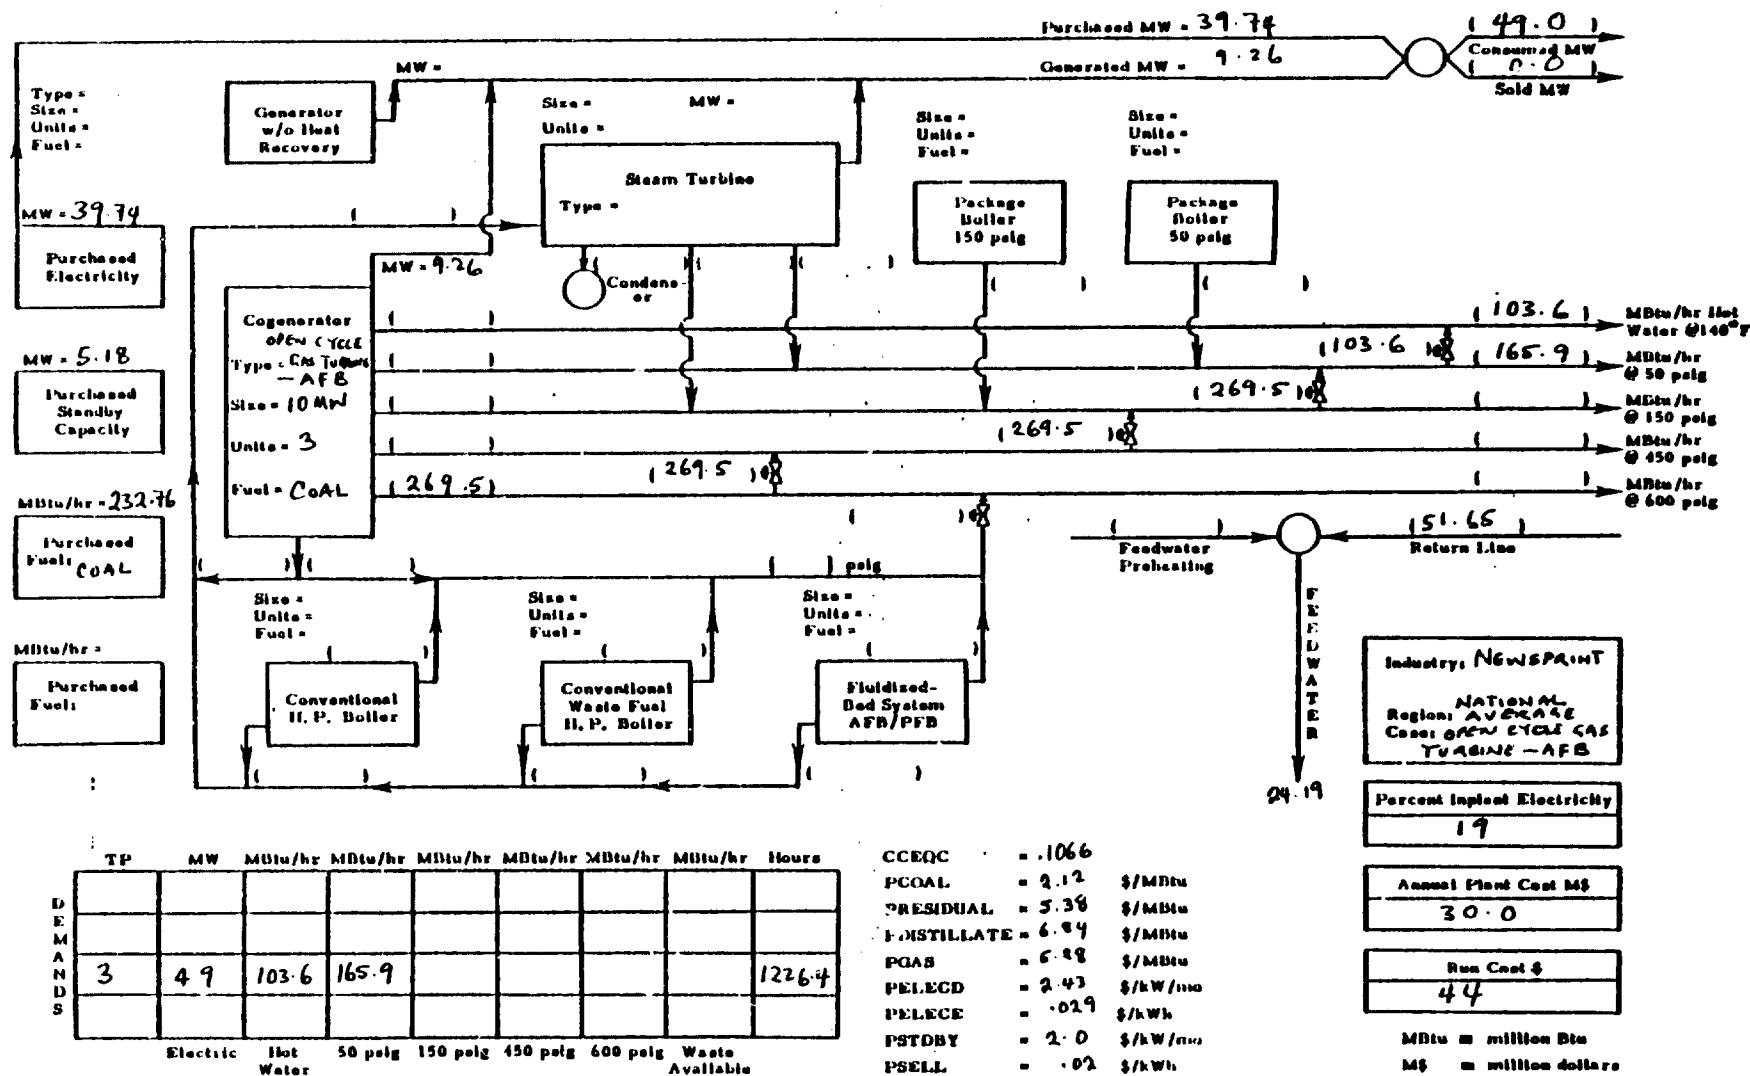 Purchased MW = 39.74
( 49.0 )
Consumed MW
Generated MW = 9.26
( 0.0 )
Sold MW
MW =
Type =
Size =
Units =
Fuel =
Generator
w/o Heat
Recovery
Size =
MW =
Units =
Steam Turbine
Type =
Size =
Units =
Fuel =
Size =
Units =
Fuel =
Package
Boiler
150 psig
Package
Boiler
50 psig
MW = 39.74
Purchased
Electricity
( )
MW = 9.26
( )
( )
( )
Condens-
er
( )
( )
Cogenerator
OPEN CYCLE
Type = GAS TURBINE
- AFB
Size = 10 MW
Units = 3
Fuel = COAL
( )
( 103.6 )
MBtu/hr Hot
Water @140°F
( )
(103.6 )
( 165.9 )
MBtu/hr
@ 50 psig
( )
( 269.5 )
( )
MBtu/hr
@ 150 psig
( )
( 269.5 )
( )
MBtu/hr
@ 450 psig
( 269.5)
( 269.5 )
( )
MBtu/hr
@ 600 psig
MW = 5.18
Purchased
Standby
Capacity
MBtu/hr = 232.76
Purchased
Fuel: COAL
MBtu/hr =
Purchased
Fuel:
( )
( )
( ) psig
( )
( )
Feedwater
Preheating
(51.65 )
Return Line
FEEDWATER
24.19
Size =
Units =
Fuel =
( )
Conventional
H. P. Boiler
( )
Size =
Units =
Fuel =
( )
Conventional
Waste Fuel
H. P. Boiler
( )
Size =
Units =
Fuel =
( )
Fluidized-
Bed System
AFB/PFB
( )
Industry: NEWSPRINT
NATIONAL
Region: AVERAGE
Case: OPEN CYCLE GAS
TURBINE - AFB
Percent Inplant Electricity
19
Annual Plant Cost M$
30.0
Run Cost $
44
MBtu = million Btu
M$ = million dollars
DEMANDS
TP MW MBtu/hr MBtu/hr MBtu/hr MBtu/hr MBtu/hr MBtu/hr Hours
3 49 103.6 165.9 1226.4
Electric Hot Water 50 psig 150 psig 450 psig 600 psig Waste Available
CCEQC = .1066
PCOAL = 2.12 $/MBtu
PRESIDUAL = 5.38 $/MBtu
PDISTILLATE = 6.84 $/MBtu
PGAS = $/MBtu
PELECD = 2.43 $/kW/mo
PELECE = .029 $/kWh
PSTDBY = 2.0 $/kW/mo
PSELL = .02 $/kWh